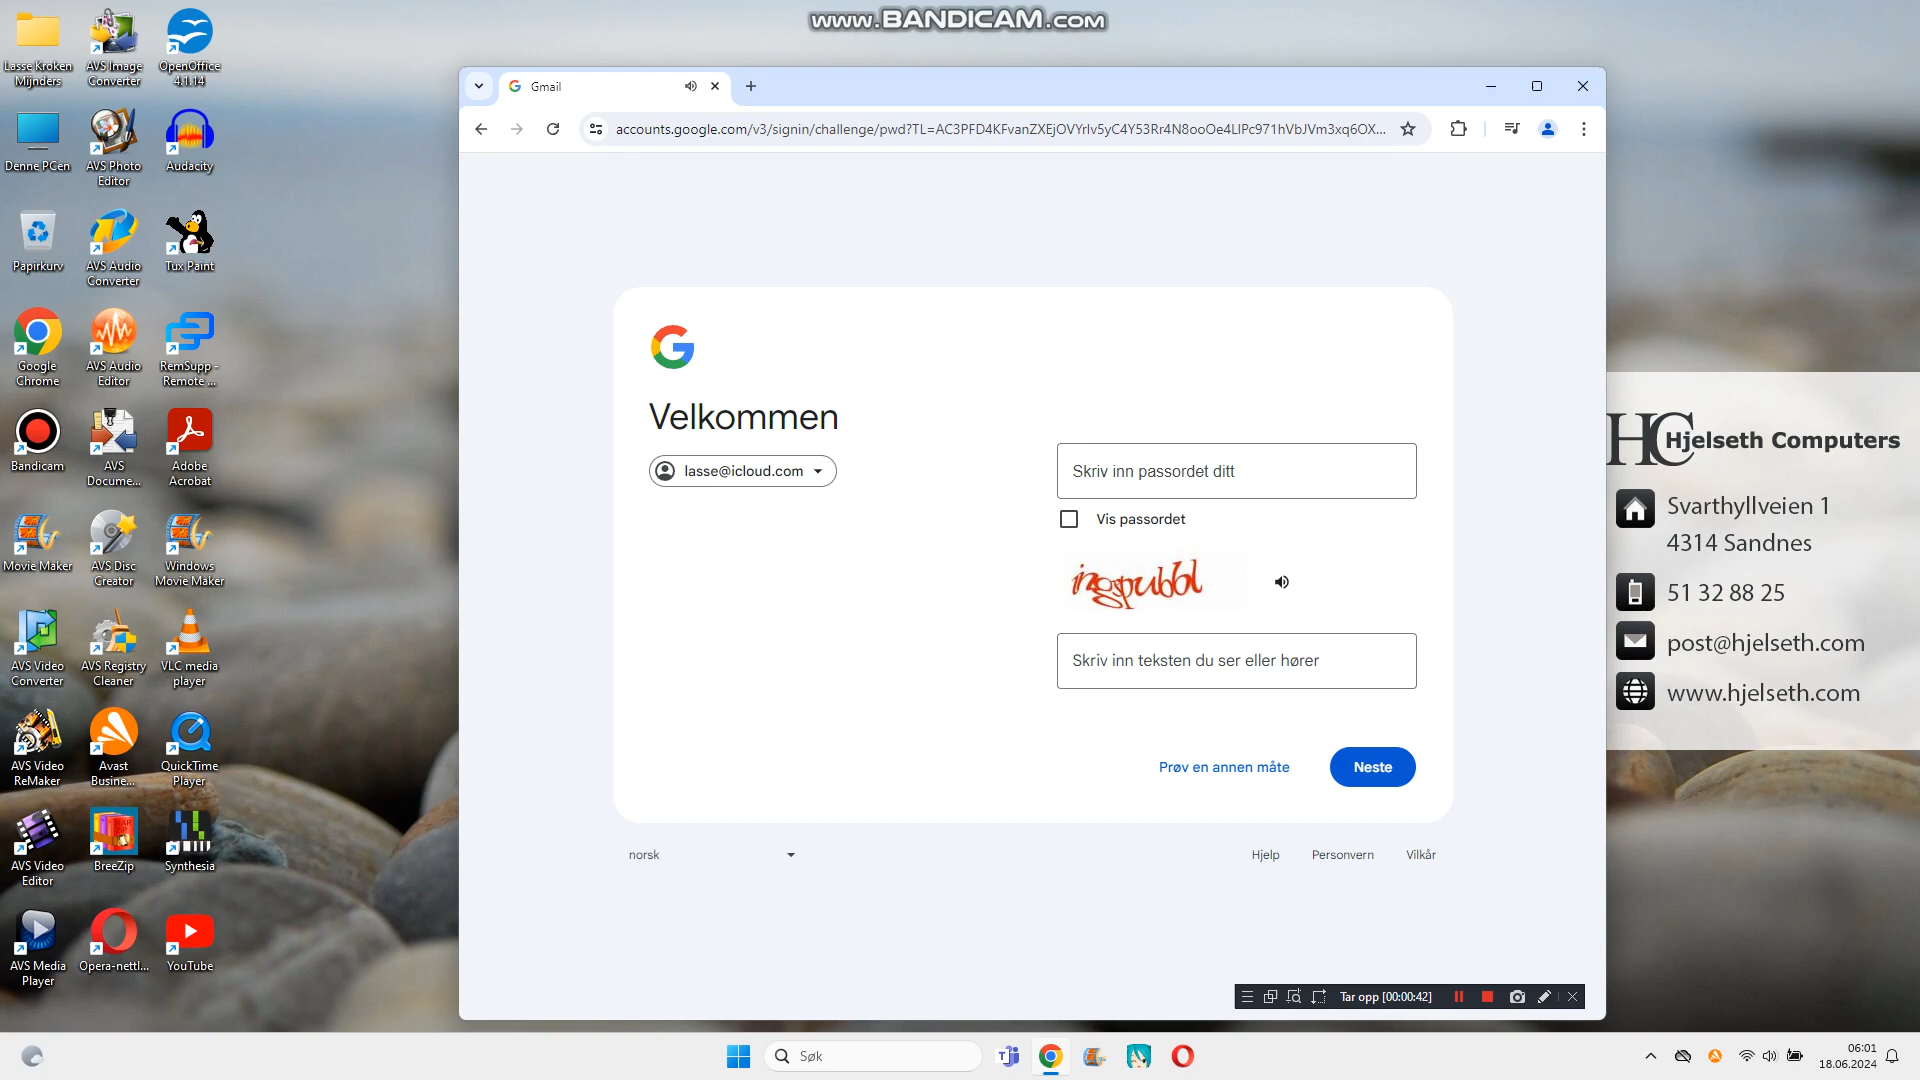 www.BANDICAM.com
Lasse Kroken
Mijnders
AVS Image
Converter
OpenOffice
4.1.14
Denne PCen
AVS Photo
Editor
Audacity
Papirkurv
AVS Audio
Converter
Tux Paint
Google
Chrome
AVS Audio
Editor
RemSupp -
Remote ...
Bandicam
AVS
Docume...
Adobe
Acrobat
Movie Maker
AVS Disc
Creator
Windows
Movie Maker
AVS Video
Converter
AVS Registry
Cleaner
VLC media
player
AVS Video
ReMaker
Avast
Busine...
QuickTime
Player
AVS Video
Editor
BreeZip
Synthesia
AVS Media
Player
Opera-nettl...
YouTube
Gmail
accounts.google.com/v3/signin/challenge/pwd?TL=
Velkommen
lasse@icloud.com
Skriv inn passordet ditt
Vis passordet
Skriv inn teksten du ser eller hører
Prøv en annen måte
Neste
norsk
Hjelp
Personvern
Vilkår
Tar opp [00:00:42]
HC Hjelseth Computers
Svarthyllveien 1
4314 Sandnes
51 32 88 25
post@hjelseth.com
www.hjelseth.com
Søk
06:01
18.06.2024